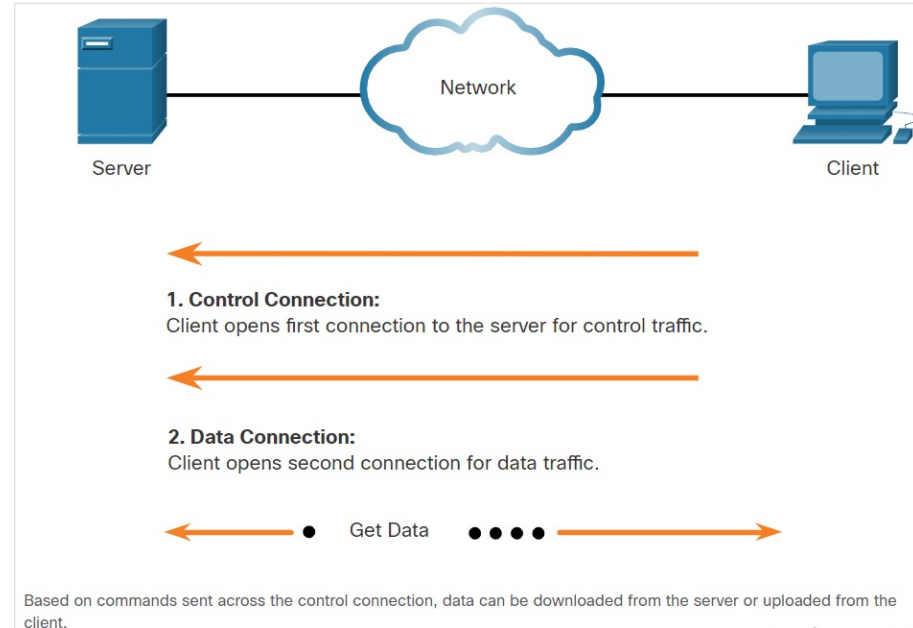 Network
Server
Client
1. Control Connection:
Client opens first connection to the server for control traffic.
2. Data Connection:
Client opens second connection for data traffic.
Get Data
Based on commands sent across the control connection, data can be downloaded from the server or uploaded from the
client.